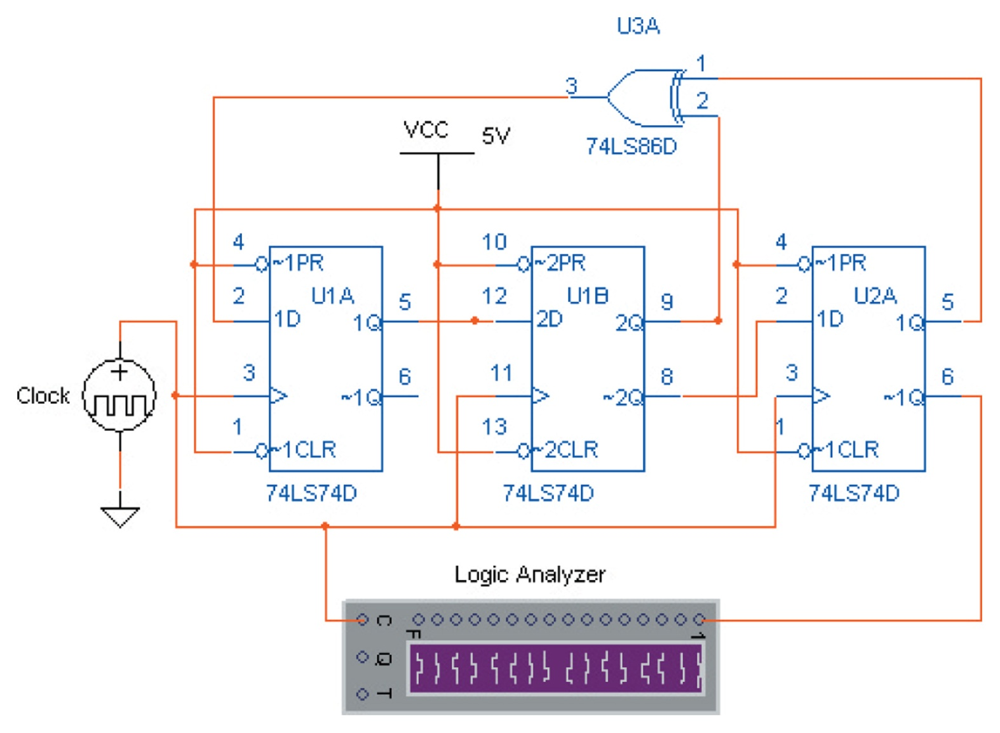 U3A
1
3
2
VCC 5V
74LS86D
4 10 4
~1PR ~2PR ~1PR
2 U1A 5 12 U1B 9 2 U2A 5
1D 1Q 2D 2Q 1D 1Q
3 6 11 8 3 6
Clock + ~1Q ~2Q ~1Q
1 13 1
~1CLR ~2CLR ~1CLR
74LS74D 74LS74D 74LS74D
Logic Analyzer
C F 1
Q
T